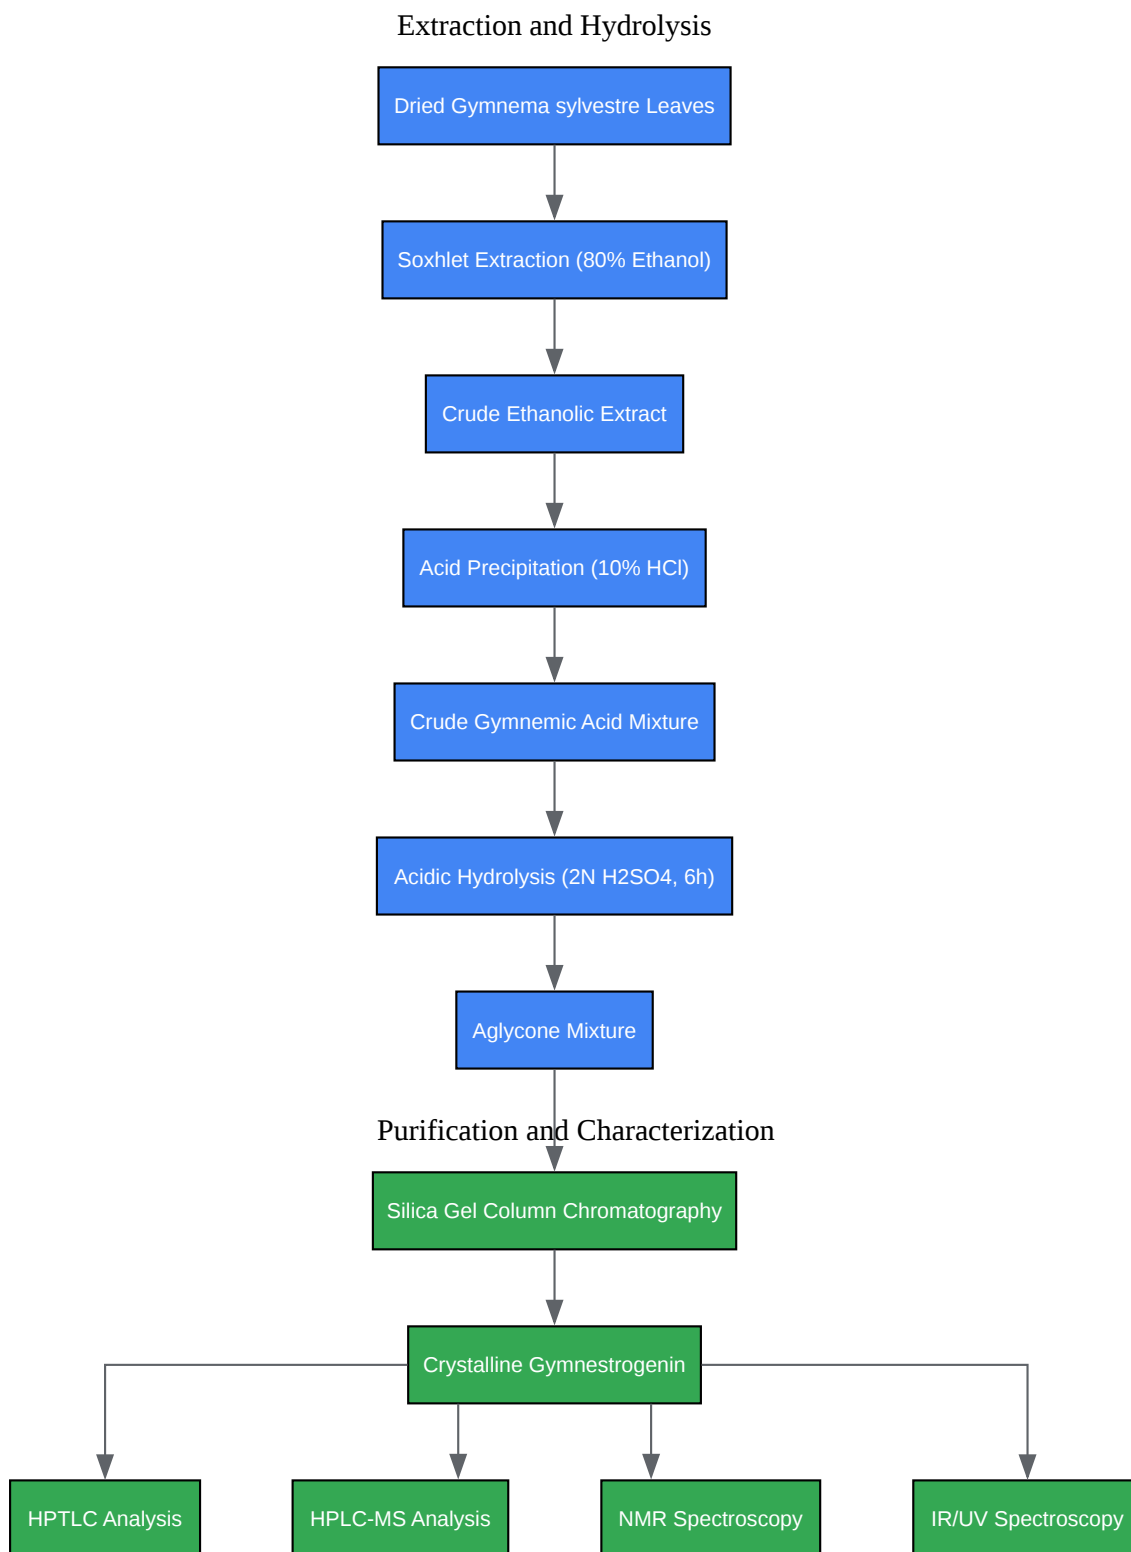 Extraction and Hydrolysis
Dried Gymnema sylvestre Leaves
Soxhlet Extraction (80% Ethanol)
Crude Ethanolic Extract
Acid Precipitation (10% HCl)
Crude Gymnemic Acid Mixture
Acidic Hydrolysis (2N H2SO4, 6h)
Aglycone Mixture
Purification and Characterization
Silica Gel Column Chromatography
Crystalline Gymnestrogenin
HPTLC Analysis
HPLC-MS Analysis
NMR Spectroscopy
IR/UV Spectroscopy